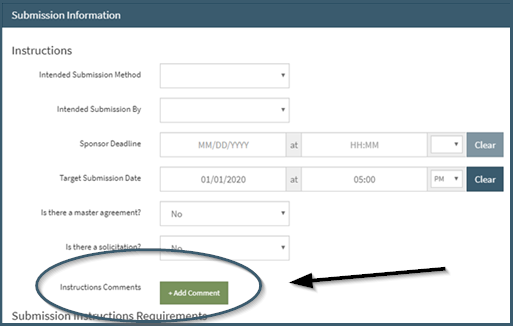 Submission Information
Instructions
Intended Submission Method
Intended Submission By
Sponsor Deadline MM/DD/YYYY at HH:MM Clear
Target Submission Date 01/01/2020 at 05:00 PM Clear
Is there a master agreement? No
Is there a solicitation? No
Instructions Comments + Add Comment
Submission Instructions Requirements